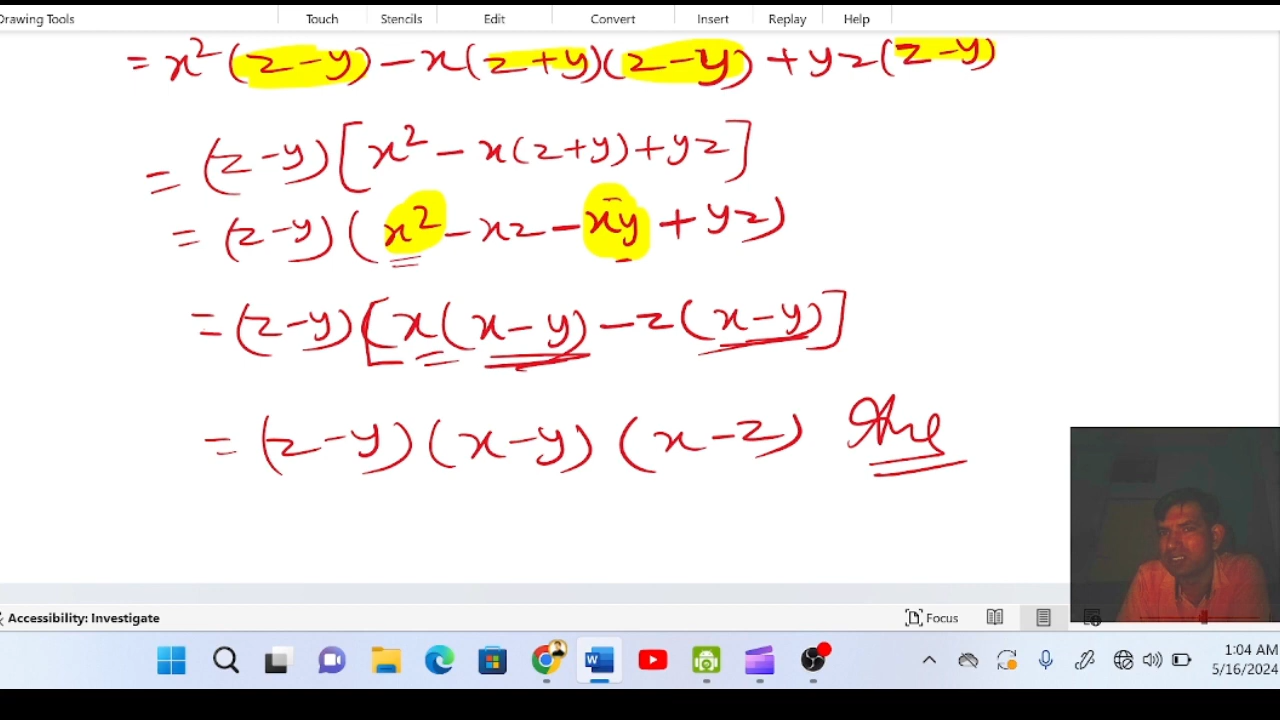 Drawing Tools Touch Stencils Edit Convert Insert Replay Help
= x²(z-y) - x(z+y)(z-y) + yz(z-y)
= (z-y)[x² - x(z+y) + yz]
= (z-y)(x² - xz - xy + yz)
= (z-y)[x(x-y) - z(x-y)]
= (z-y)(x-y)(x-z) Ans
Accessibility: Investigate Focus
1:04 AM
5/16/2024